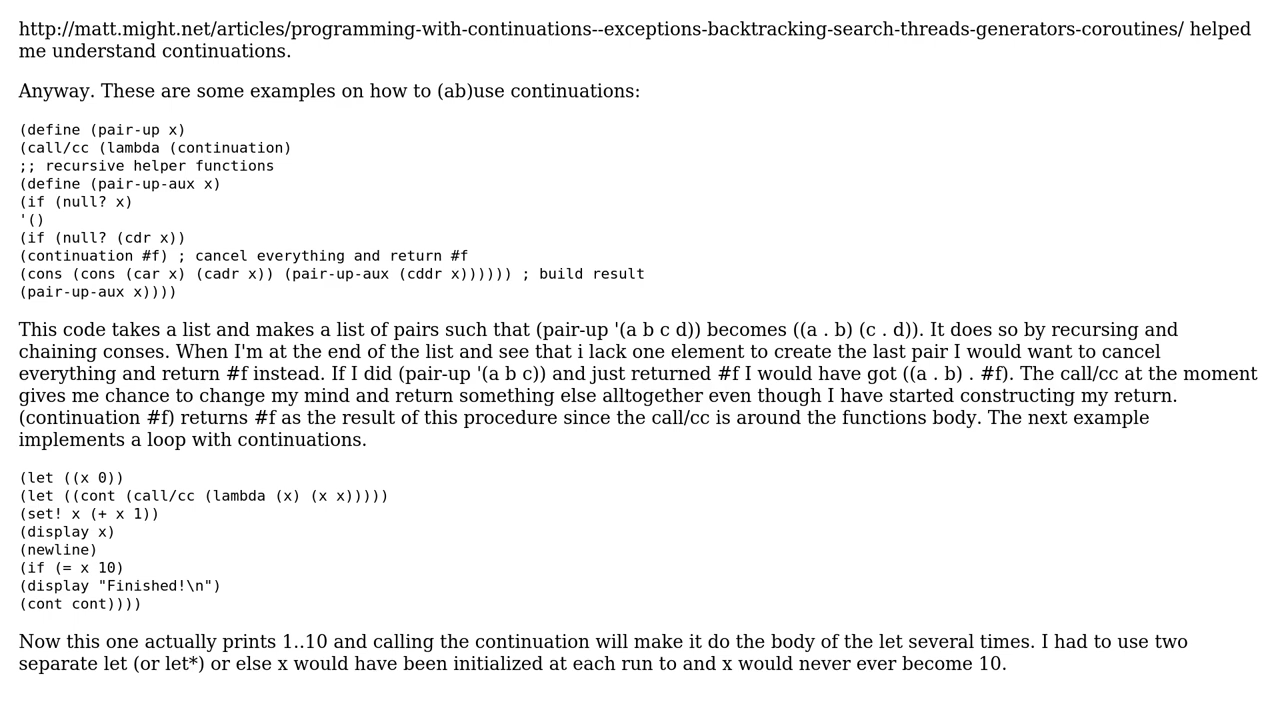 http://matt.might.net/articles/programming-with-continuations--exceptions-backtracking-search-threads-generators-coroutines/ helped
me understand continuations.
Anyway. These are some examples on how to (ab)use continuations:
(define (pair-up x)
(call/cc (lambda (continuation)
;; recursive helper functions
(define (pair-up-aux x)
(if (null? x)
'()
(if (null? (cdr x))
(continuation #f) ; cancel everything and return #f
(cons (cons (car x) (cadr x)) (pair-up-aux (cddr x)))))) ; build result
(pair-up-aux x))))
This code takes a list and makes a list of pairs such that (pair-up '(a b c d)) becomes ((a . b) (c . d)). It does so by recursing and
chaining conses. When I'm at the end of the list and see that i lack one element to create the last pair I would want to cancel
everything and return #f instead. If I did (pair-up '(a b c)) and just returned #f I would have got ((a . b) . #f). The call/cc at the moment
gives me chance to change my mind and return something else alltogether even though I have started constructing my return.
(continuation #f) returns #f as the result of this procedure since the call/cc is around the functions body. The next example
implements a loop with continuations.
(let ((x 0))
(let ((cont (call/cc (lambda (x) (x x)))))
(set! x (+ x 1))
(display x)
(newline)
(if (= x 10)
(display "Finished!\n")
(cont cont))))
Now this one actually prints 1..10 and calling the continuation will make it do the body of the let several times. I had to use two
separate let (or let*) or else x would have been initialized at each run to and x would never ever become 10.